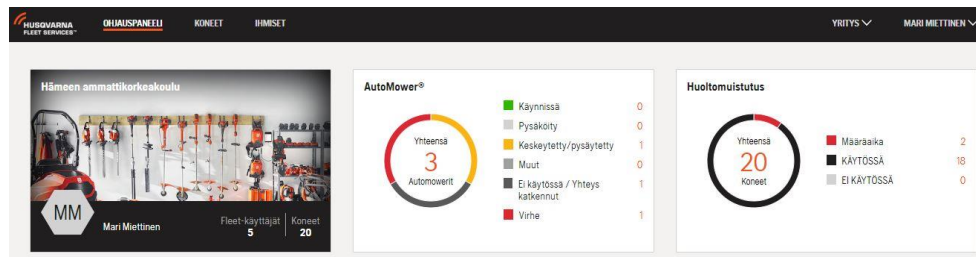 HUSQVARNA
FLEET SERVICES™
OHJAUSPANEELI KONEET IHMISET YRITYS MARI MIETTINEN
Hämeen ammattikorkeakoulu
MM
Mari Miettinen
Fleet-käyttäjät
5
Koneet
20
AutoMower®
Yhteensä
3
Automowerit
Käynnissä 0
Pysäköity 0
Keskeytetty/pysäytetty 1
Muut 0
Ei käytössä / Yhteys
katkennut 1
Virhe 1
Huoltomuistutus
Yhteensä
20
Koneet
Määräaika 2
KÄYTÖSSÄ 18
EI KÄYTÖSSÄ 0